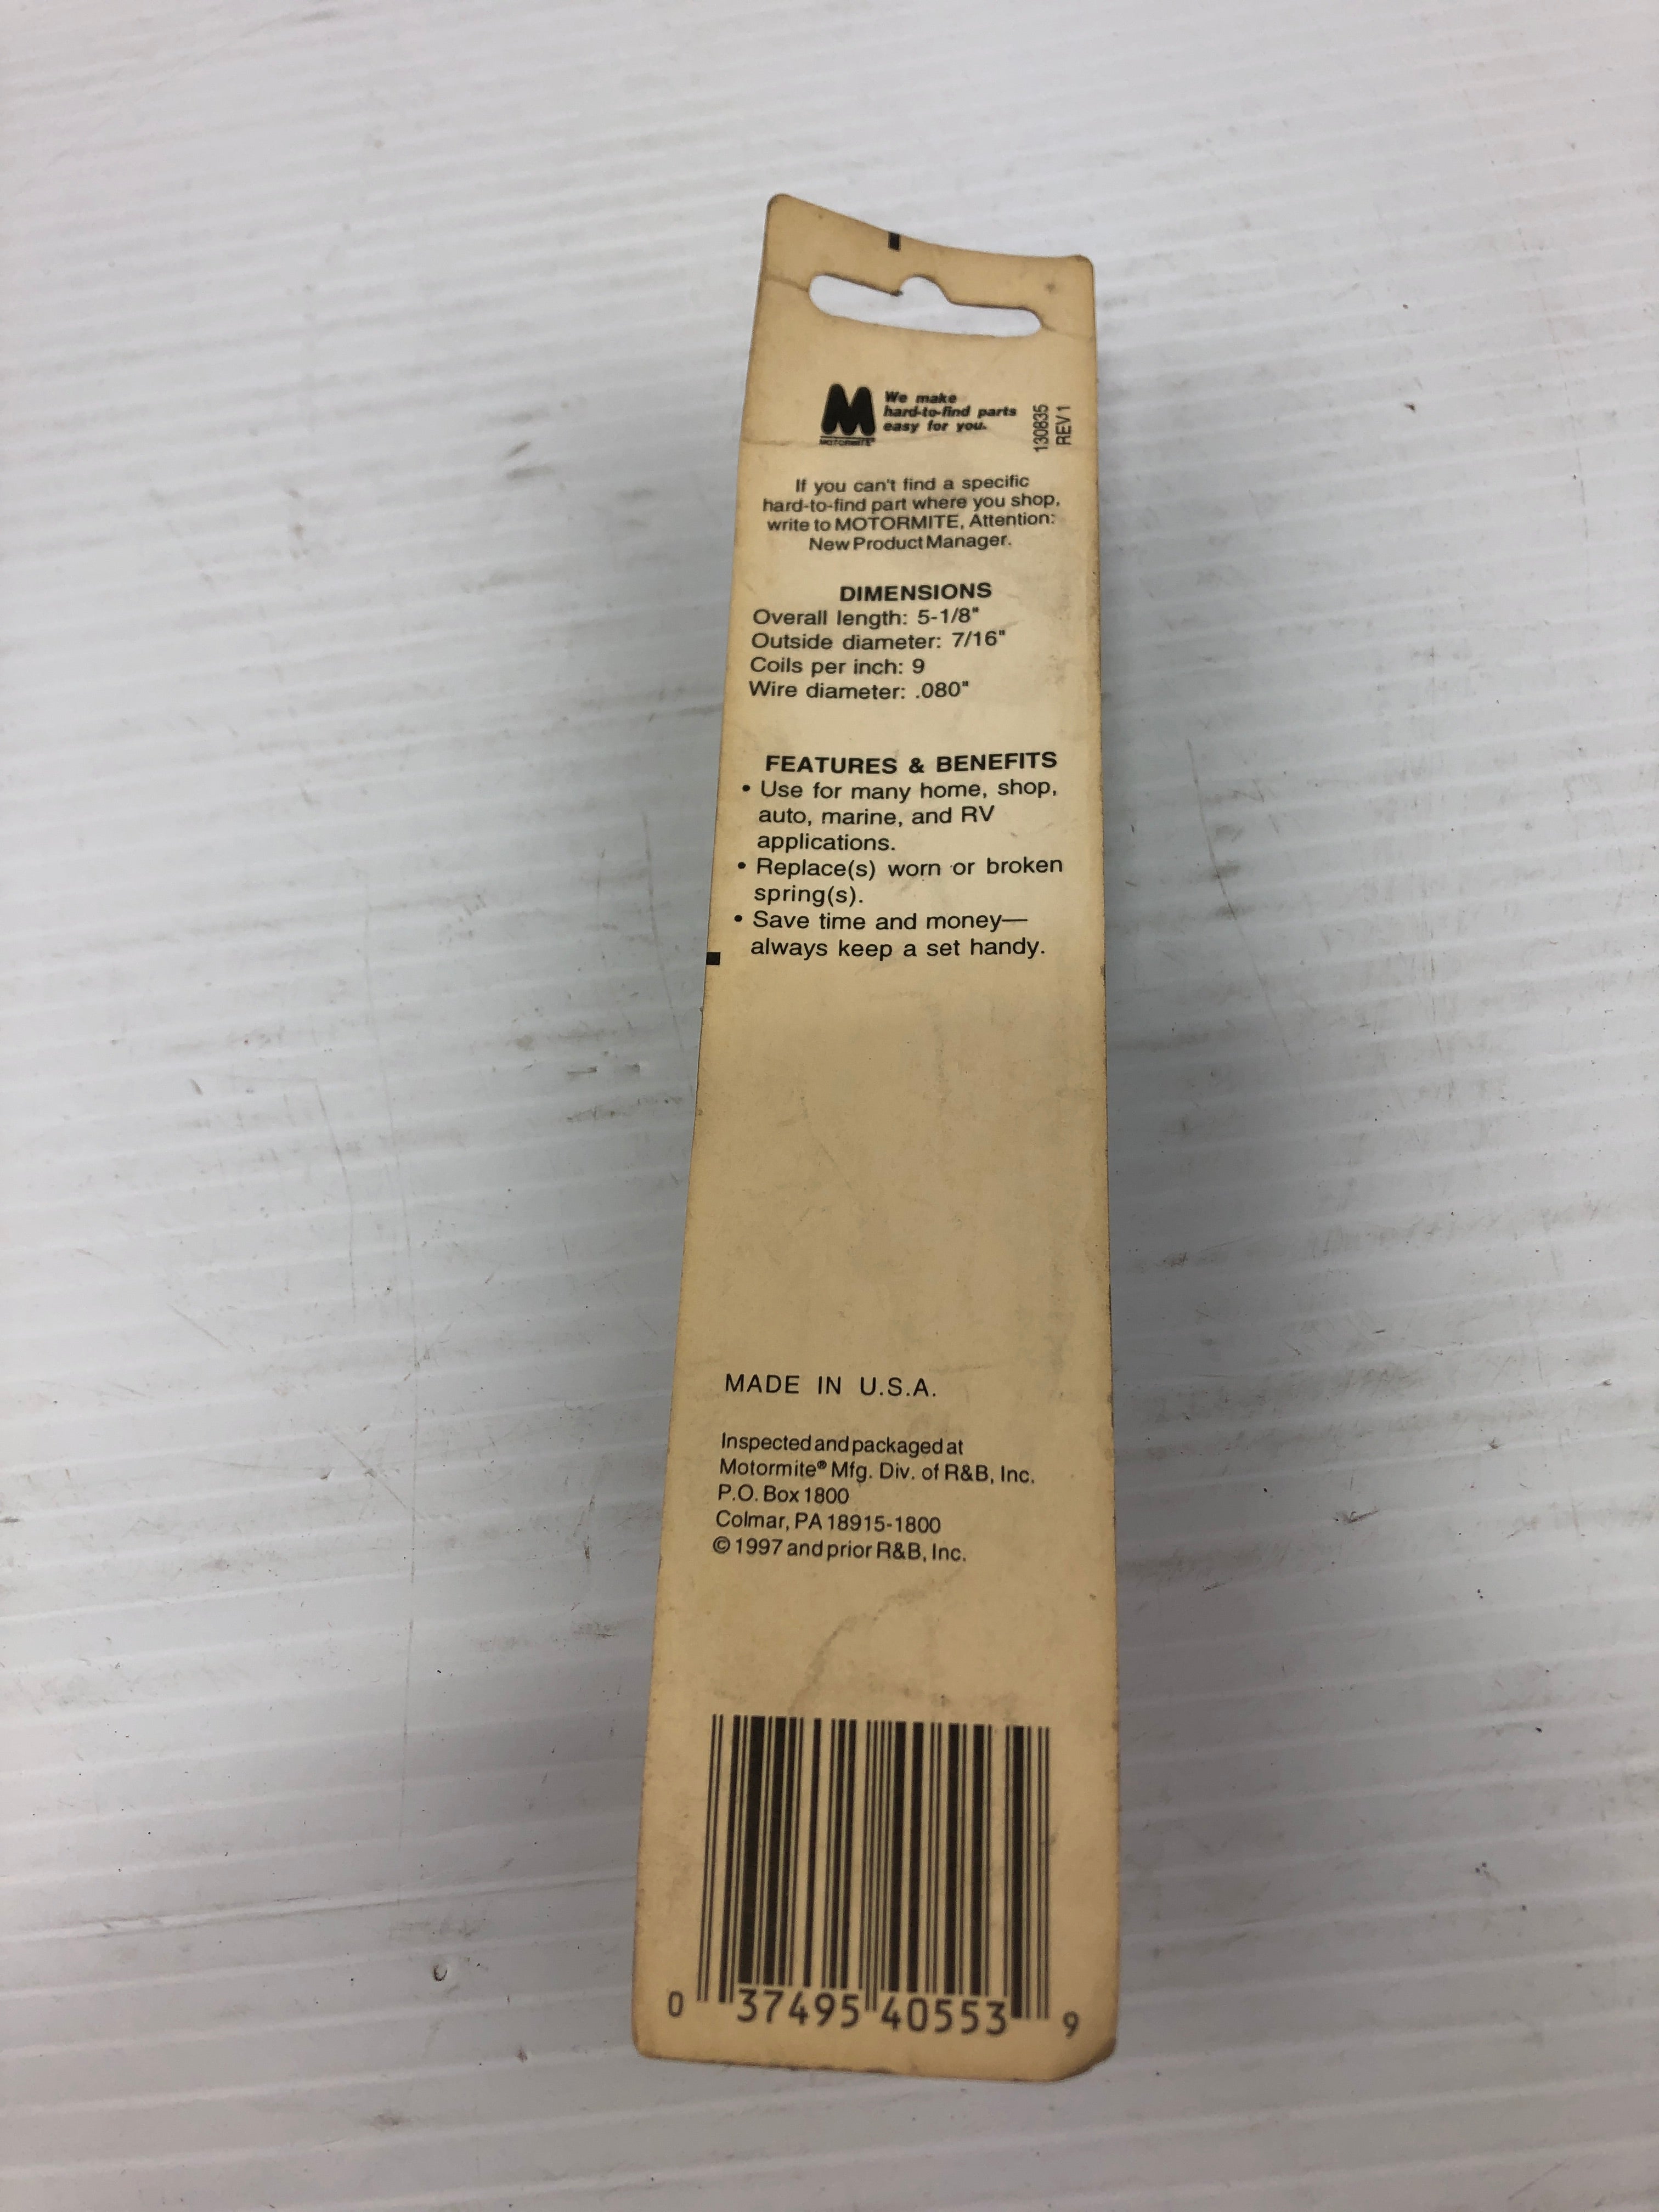 M We make
hard-to-find parts
easy for you.
MOTORMITE®
130835
REV 1
If you can't find a specific
hard-to-find part where you shop,
write to MOTORMITE, Attention:
New Product Manager.
DIMENSIONS
Overall length: 5-1/8"
Outside diameter: 7/16"
Coils per inch: 9
Wire diameter: .080"
FEATURES & BENEFITS
• Use for many home, shop,
auto, marine, and RV
applications.
• Replace(s) worn or broken
spring(s).
• Save time and money—
always keep a set handy.
MADE IN U.S.A.
Inspected and packaged at
Motormite® Mfg. Div. of R&B, Inc.
P.O. Box 1800
Colmar, PA 18915-1800
© 1997 and prior R&B, Inc.
0 37495 40553 9